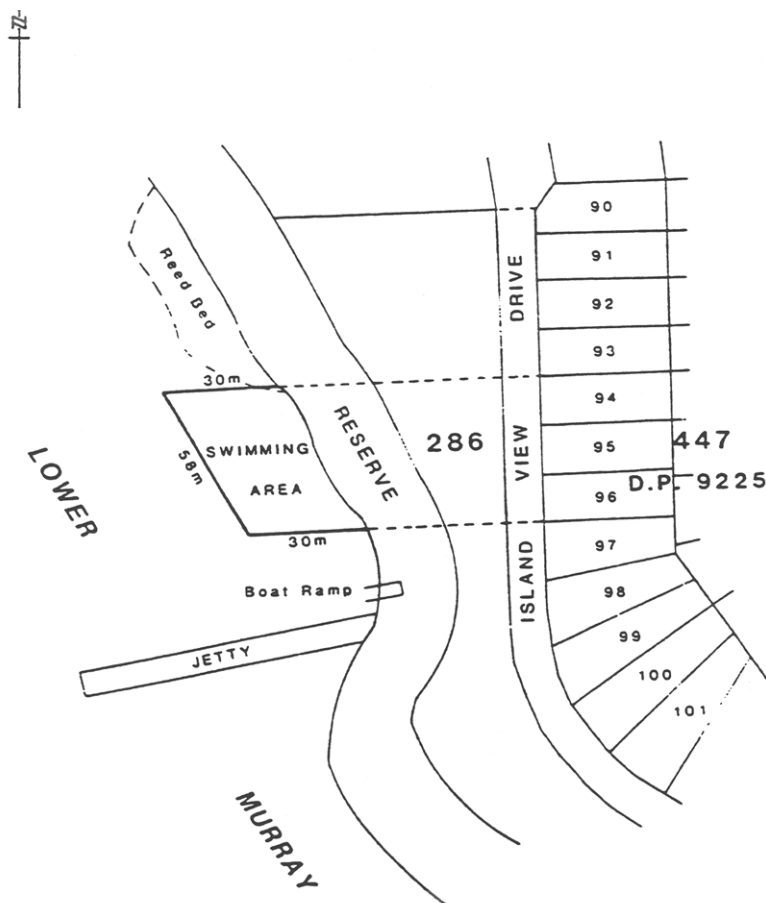 N
90
91
92
93
94
95
96
97
98
99
100
101
DRIVE
VIEW
ISLAND
Reed Bed
30m
58m
SWIMMING
AREA
30m
RESERVE
286
447
D.P. 9225
LOWER
Boat Ramp
JETTY
MURRAY